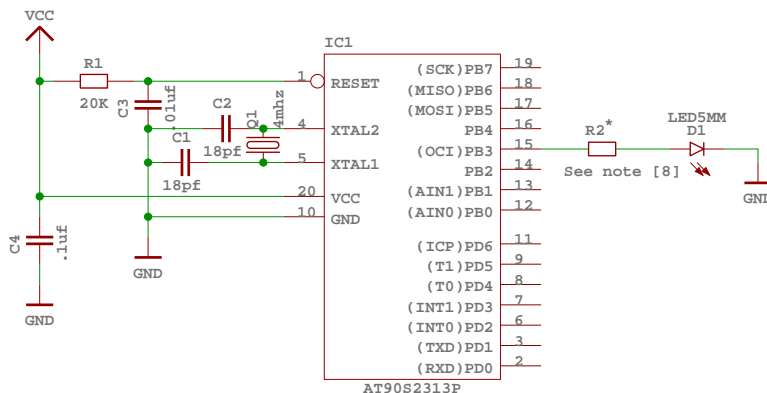 VCC
IC1
R1
20K
C3
.01uf
C2
18pf
Q1
4mhz
C1
18pf
C4
.1uf
GND
GND
1
4
5
20
10
RESET
XTAL2
XTAL1
VCC
GND
(SCK)PB7 19
(MISO)PB6 18
(MOSI)PB5 17
PB4 16
(OCI)PB3 15
PB2 14
(AIN1)PB1 13
(AIN0)PB0 12
(ICP)PD6 11
(T1)PD5 9
(T0)PD4 8
(INT1)PD3 7
(INT0)PD2 6
(TXD)PD1 3
(RXD)PD0 2
AT90S2313P
R2*
See note [8]
LED5MM
D1
GND